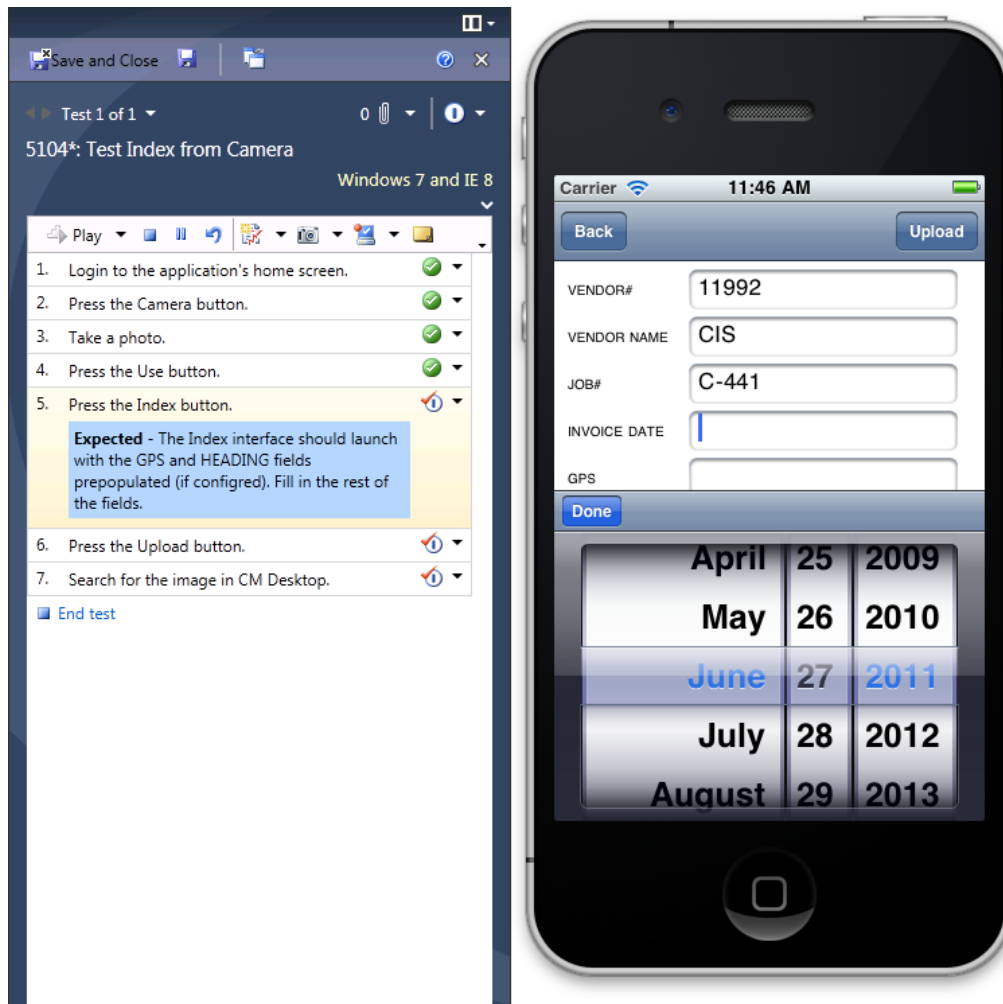 Save and Close
Test 1 of 1
0
5104*: Test Index from Camera
Windows 7 and IE 8
Play
1. Login to the application's home screen.
2. Press the Camera button.
3. Take a photo.
4. Press the Use button.
5. Press the Index button.
Expected - The Index interface should launch
with the GPS and HEADING fields
prepopulated (if configred). Fill in the rest of
the fields.
6. Press the Upload button.
7. Search for the image in CM Desktop.
End test
Carrier 11:46 AM
Back Upload
VENDOR# 11992
VENDOR NAME CIS
JOB# C-441
INVOICE DATE
GPS
Done
April 25 2009
May 26 2010
June 27 2011
July 28 2012
August 29 2013